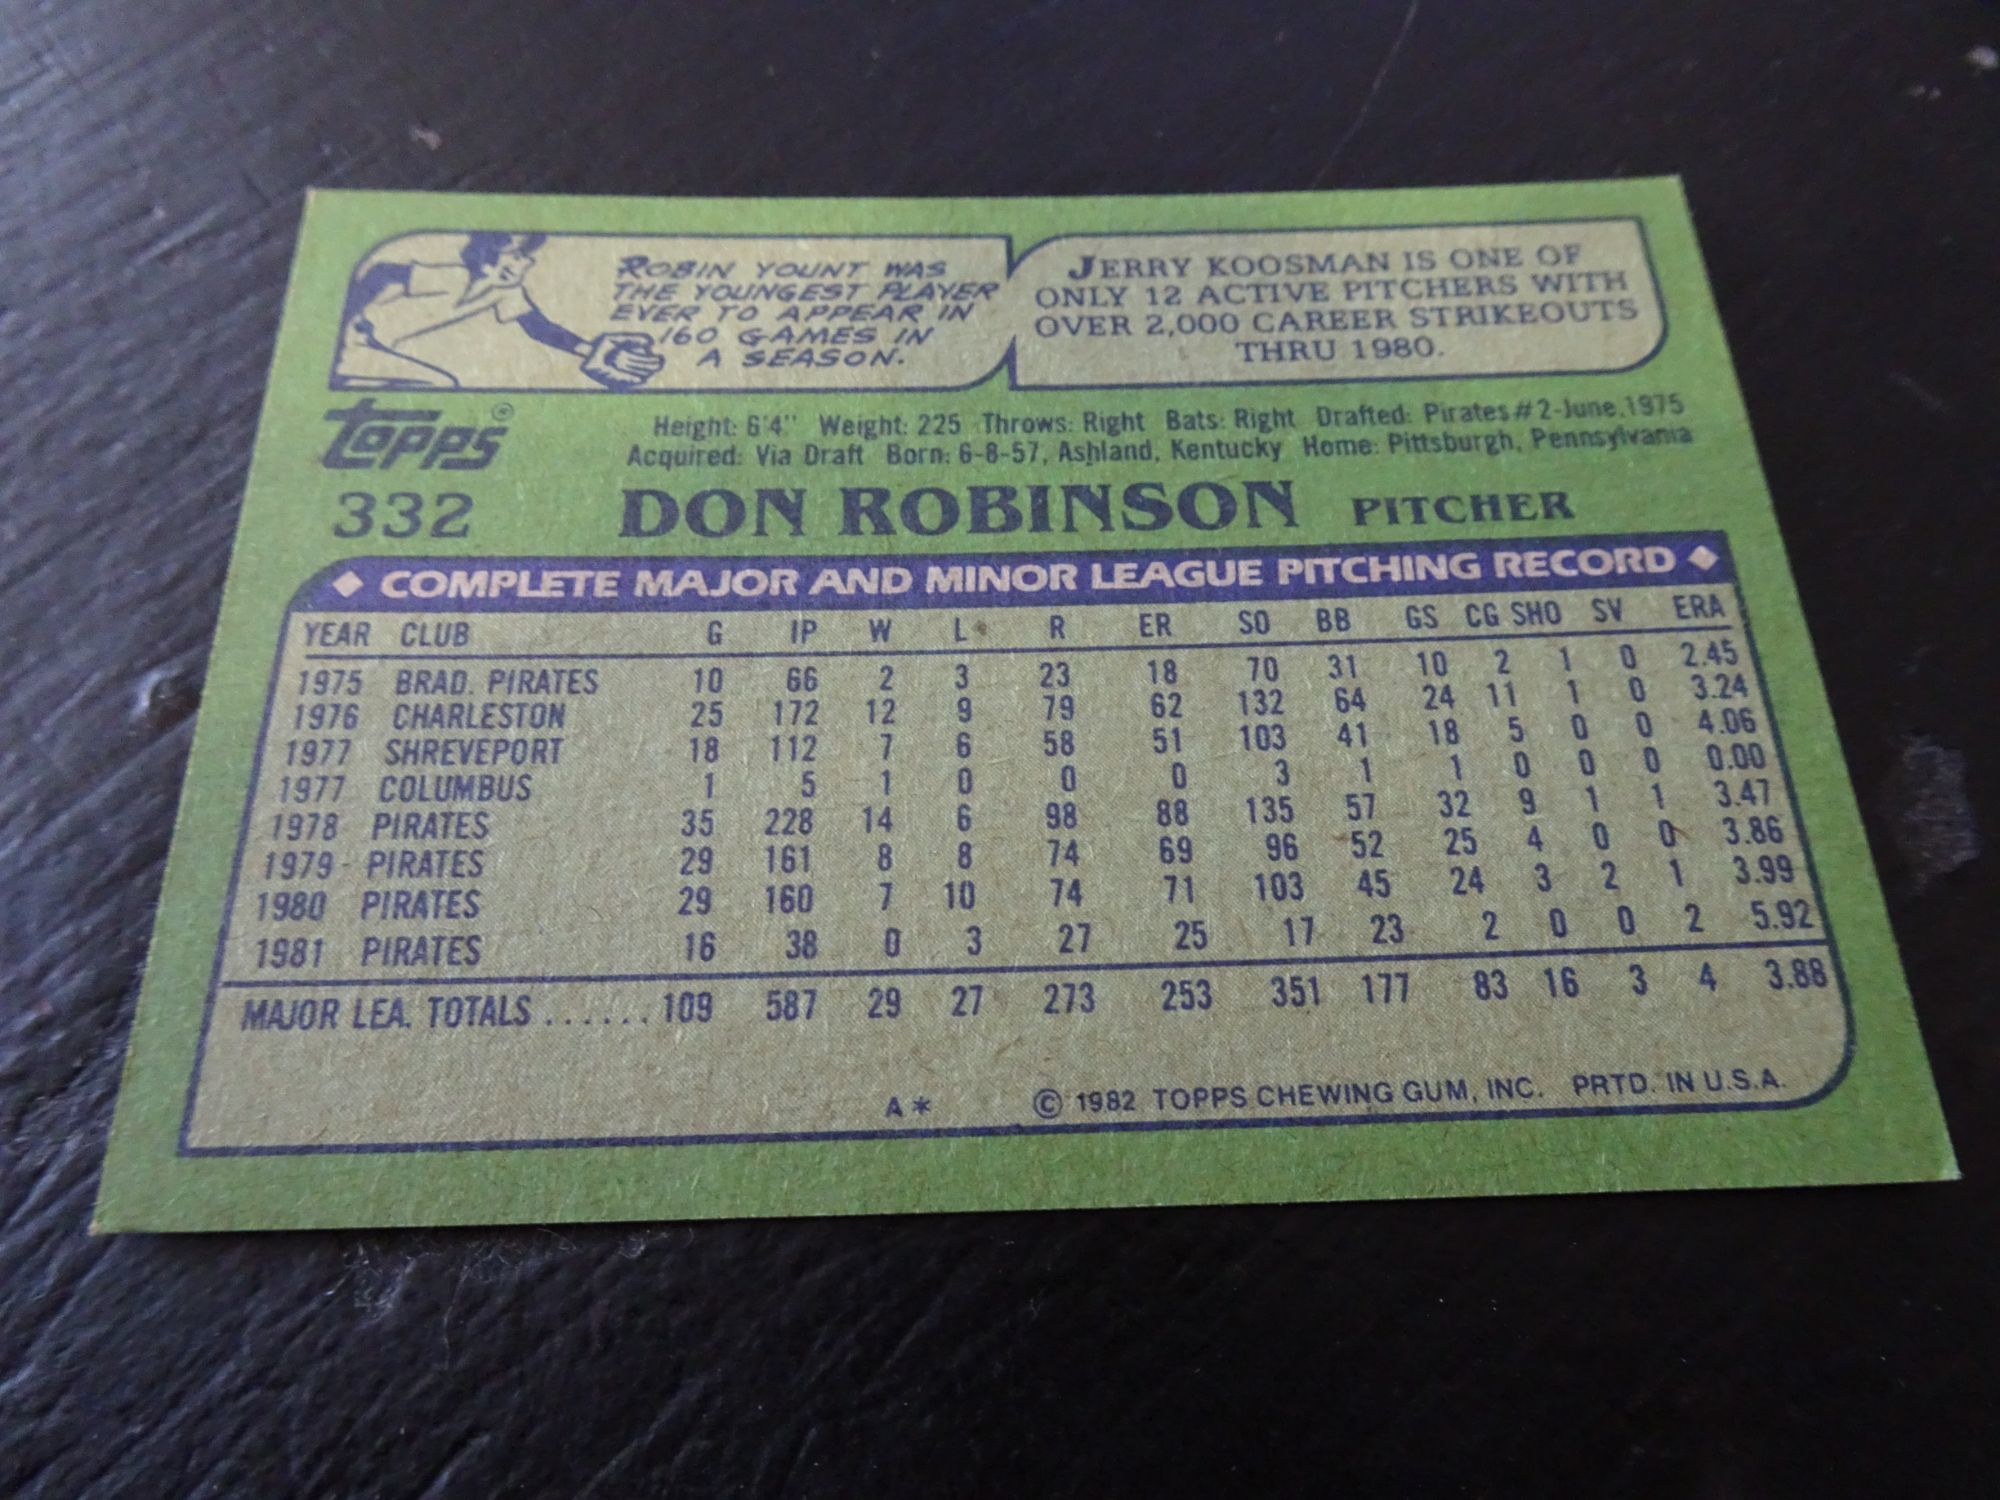 ROBIN YOUNT WAS
THE YOUNGEST PLAYER
EVER TO APPEAR IN
160 GAMES IN
A SEASON.
JERRY KOOSMAN IS ONE OF
ONLY 12 ACTIVE PITCHERS WITH
OVER 2,000 CAREER STRIKEOUTS
THRU 1980.
Topps®
Height: 6'4" Weight: 225 Throws: Right Bats: Right Drafted: Pirates #2-June, 1975
Acquired: Via Draft Born: 6-8-57, Ashland, Kentucky Home: Pittsburgh, Pennsylvania
332 DON ROBINSON PITCHER
COMPLETE MAJOR AND MINOR LEAGUE PITCHING RECORD
YEAR CLUB G IP W L R ER SO BB GS CG SHO SV ERA
1975 BRAD. PIRATES 10 66 2 3 23 18 70 31 10 2 1 0 2.45
1976 CHARLESTON 25 172 12 9 79 62 132 64 24 11 1 0 3.24
1977 SHREVEPORT 18 112 7 6 58 51 103 41 18 5 0 0 4.06
1977 COLUMBUS 1 5 1 0 0 0 3 1 1 0 0 0 0.00
1978 PIRATES 35 228 14 6 98 88 135 57 32 9 1 1 3.47
1979 PIRATES 29 161 8 8 74 69 96 52 25 4 0 0 3.86
1980 PIRATES 29 160 7 10 74 71 103 45 24 3 2 1 3.99
1981 PIRATES 16 38 0 3 27 25 17 23 2 0 0 2 5.92
MAJOR LEA. TOTALS ...... 109 587 29 27 273 253 351 177 83 16 3 4 3.88
A* © 1982 TOPPS CHEWING GUM, INC. PRTD. IN U.S.A.